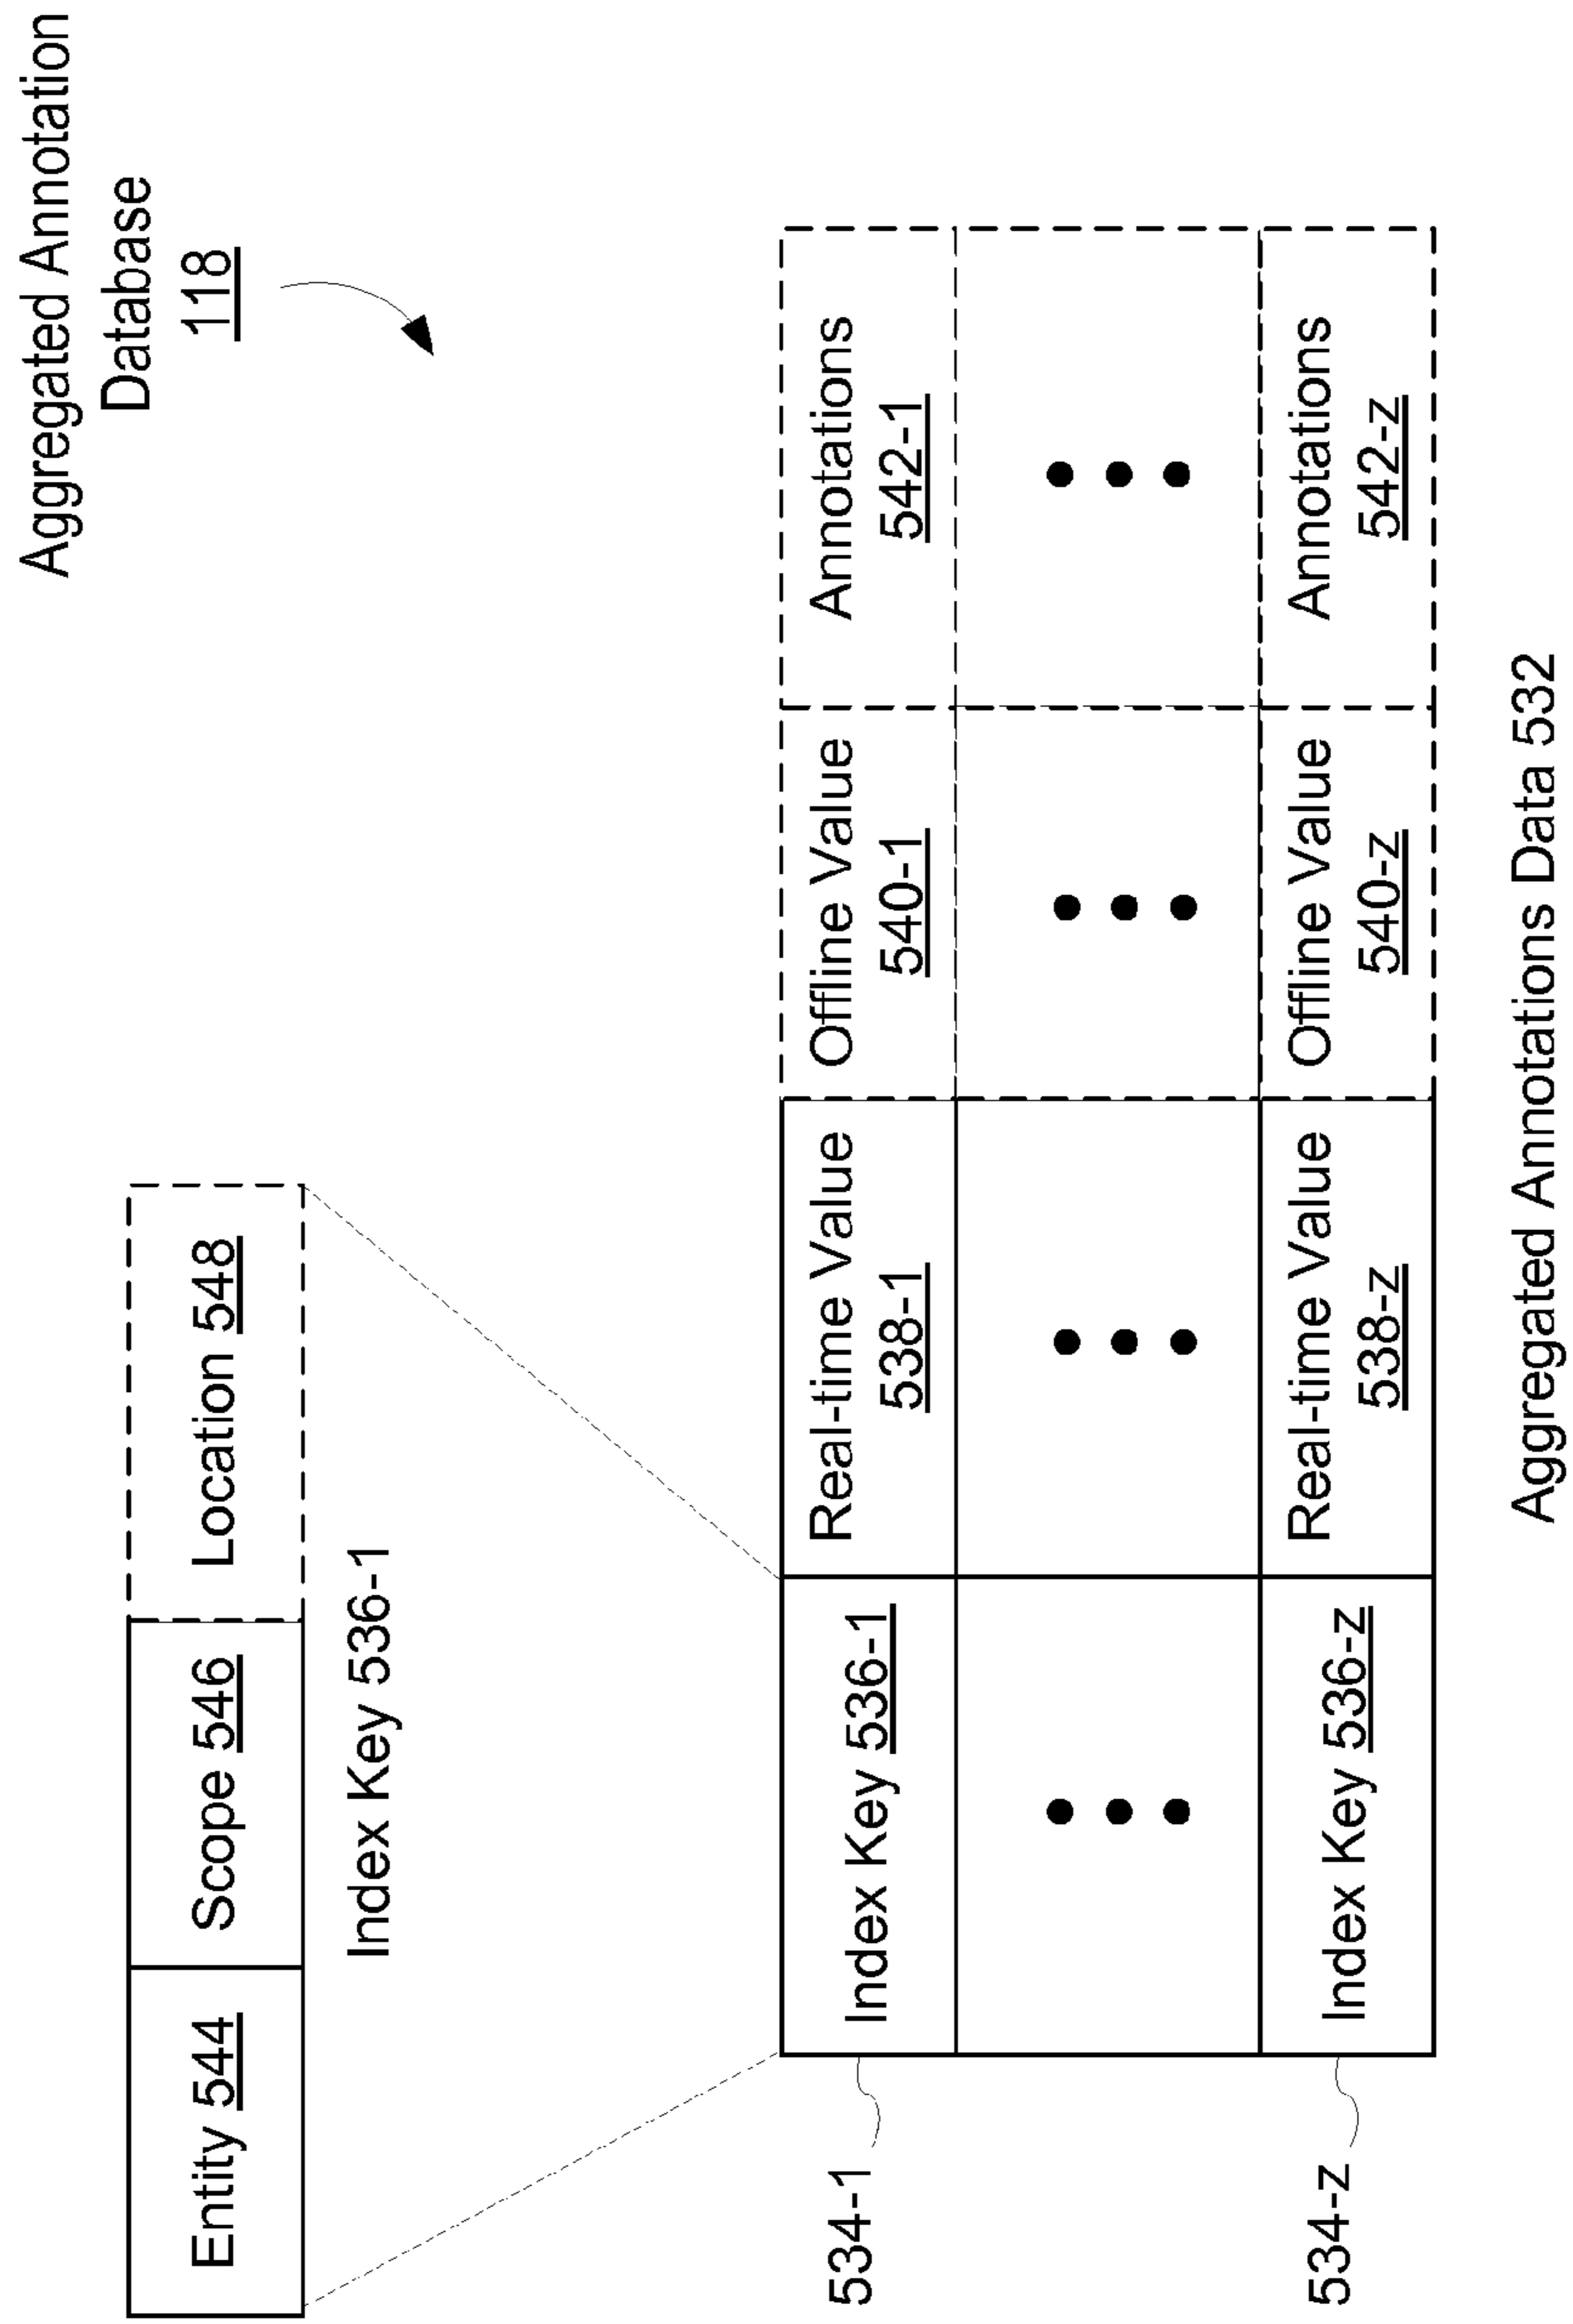 Aggregated Annotation
Database
118
Entity 544
Scope 546
Location 548
Index Key 536-1
534-1
Index Key 536-1
Real-time Value
538-1
Offline Value
540-1
Annotations
542-1
534-z
Index Key 536-z
Real-time Value
538-z
Offline Value
540-z
Annotations
542-z
Aggregated Annotations Data 532